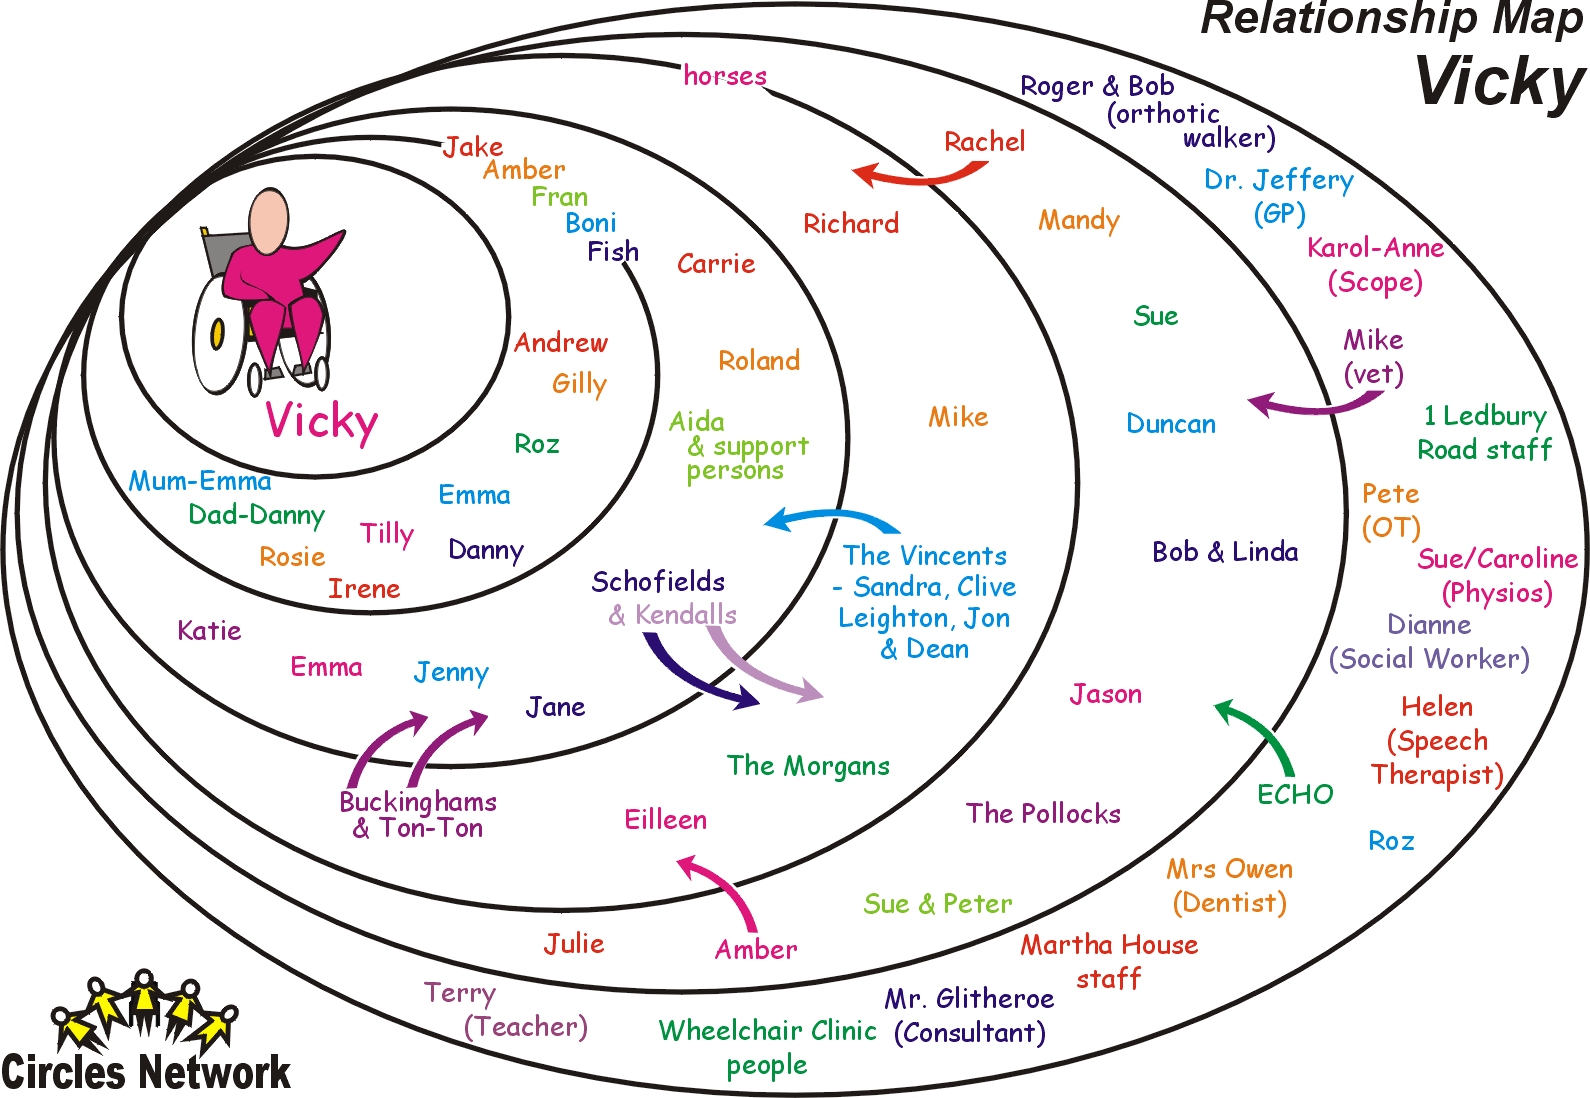 Relationship Map
Vicky
horses
Roger & Bob
(orthotic
walker)
Jake
Rachel
Amber
Dr. Jeffery
(GP)
Fran
Boni
Richard
Mandy
Fish
Carrie
Karol-Anne
(Scope)
Sue
Andrew
Mike
(vet)
Gilly
Roland
Vicky
Aida
& support
persons
Mike
Duncan
1 Ledbury
Road staff
Roz
Mum-Emma
Emma
Pete
(OT)
Dad-Danny
Tilly
Danny
Rosie
Bob & Linda
The Vincents
- Sandra, Clive
Leighton, Jon
& Dean
Sue/Caroline
(Physios)
Irene
Schofields
& Kendalls
Katie
Dianne
(Social Worker)
Emma
Jenny
Jane
Jason
Helen
(Speech
Therapist)
The Morgans
Buckinghams
& Ton-Ton
ECHO
Eilleen
The Pollocks
Roz
Mrs Owen
(Dentist)
Sue & Peter
Julie
Amber
Martha House
staff
Terry
(Teacher)
Mr. Glitheroe
(Consultant)
Wheelchair Clinic
people
Circles Network